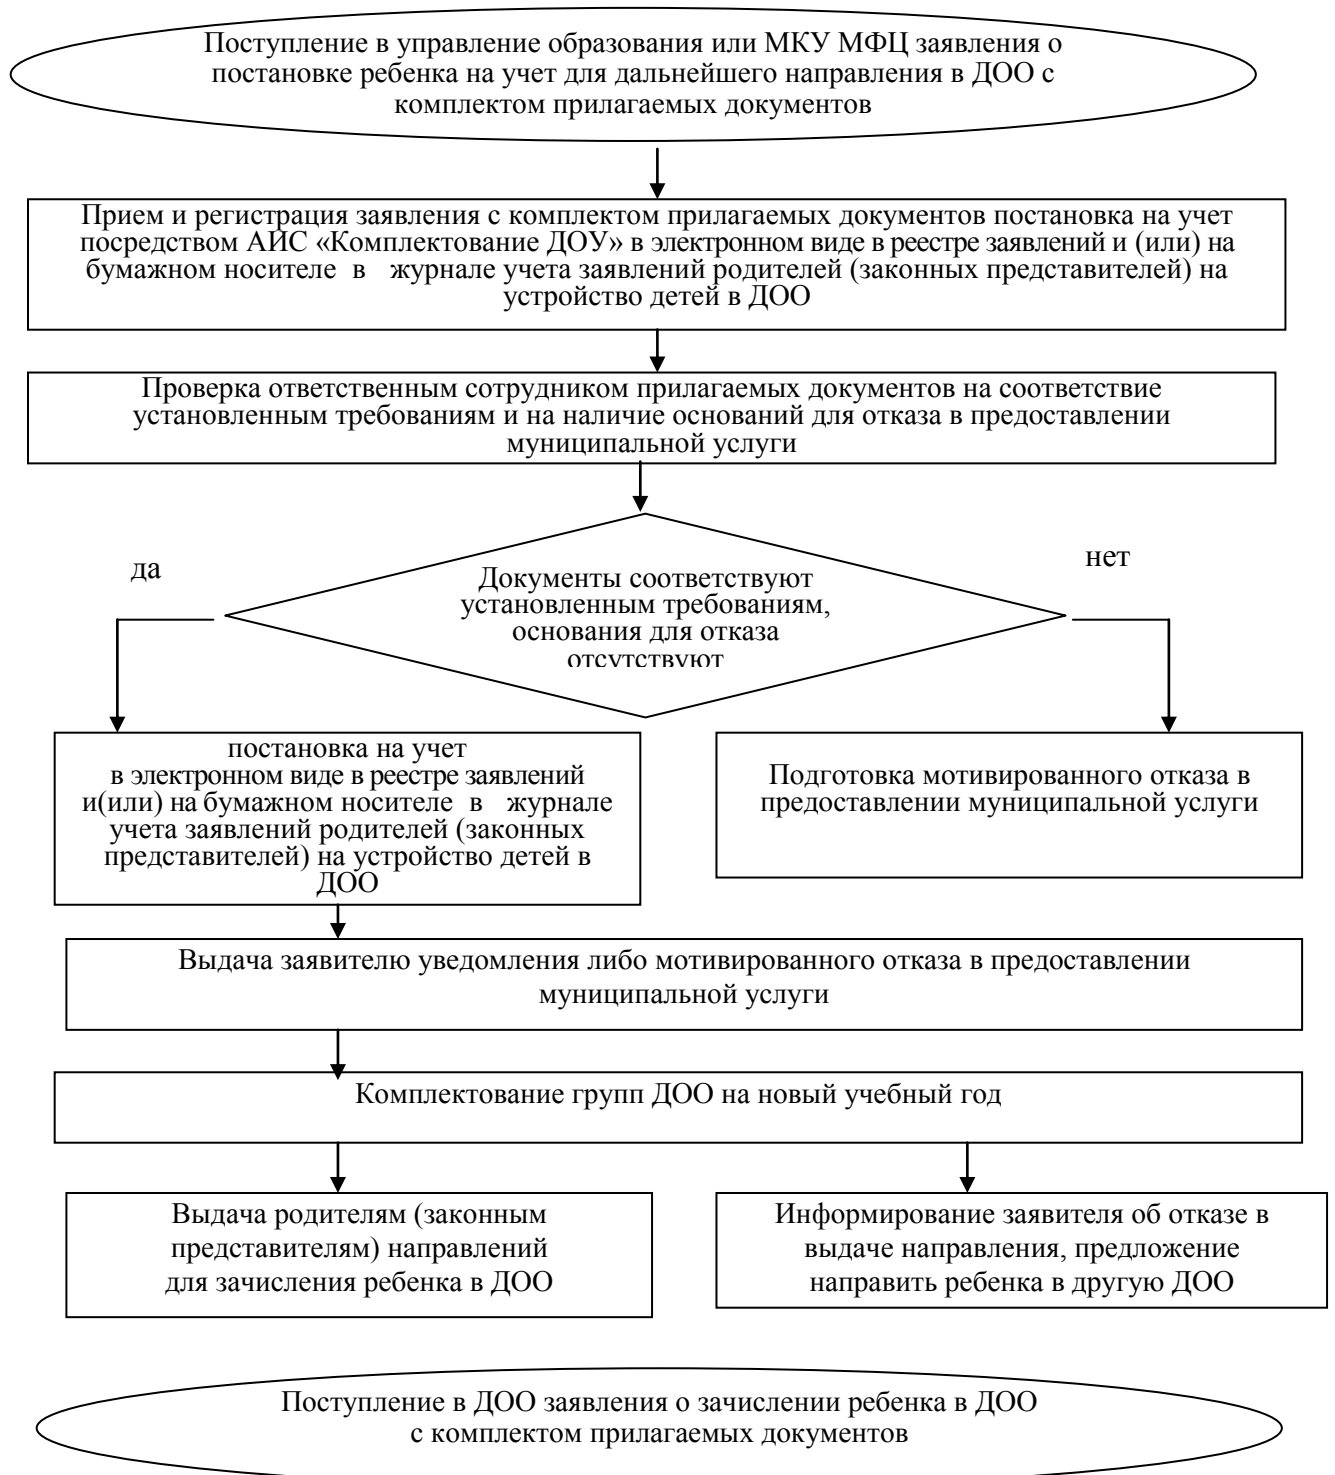 Поступление в управление образования или МКУ МФЦ заявления о
постановке ребенка на учет для дальнейшего направления в ДОО с
комплектом прилагаемых документов
Прием и регистрация заявления с комплектом прилагаемых документов постановка на учет
посредством АИС «Комплектование ДОУ» в электронном виде в реестре заявлений и (или) на
бумажном носителе в журнале учета заявлений родителей (законных представителей) на
устройство детей в ДОО
Проверка ответственным сотрудником прилагаемых документов на соответствие
установленным требованиям и на наличие оснований для отказа в предоставлении
муниципальной услуги
да
нет
Документы соответствуют
установленным требованиям,
основания для отказа
отсутствуют
постановка на учет
в электронном виде в реестре заявлений
и(или) на бумажном носителе в журнале
учета заявлений родителей (законных
представителей) на устройство детей в
ДОО
Подготовка мотивированного отказа в
предоставлении муниципальной услуги
Выдача заявителю уведомления либо мотивированного отказа в предоставлении
муниципальной услуги
Комплектование групп ДОО на новый учебный год
Выдача родителям (законным
представителям) направлений
для зачисления ребенка в ДОО
Информирование заявителя об отказе в
выдаче направления, предложение
направить ребенка в другую ДОО
Поступление в ДОО заявления о зачислении ребенка в ДОО
с комплектом прилагаемых документов